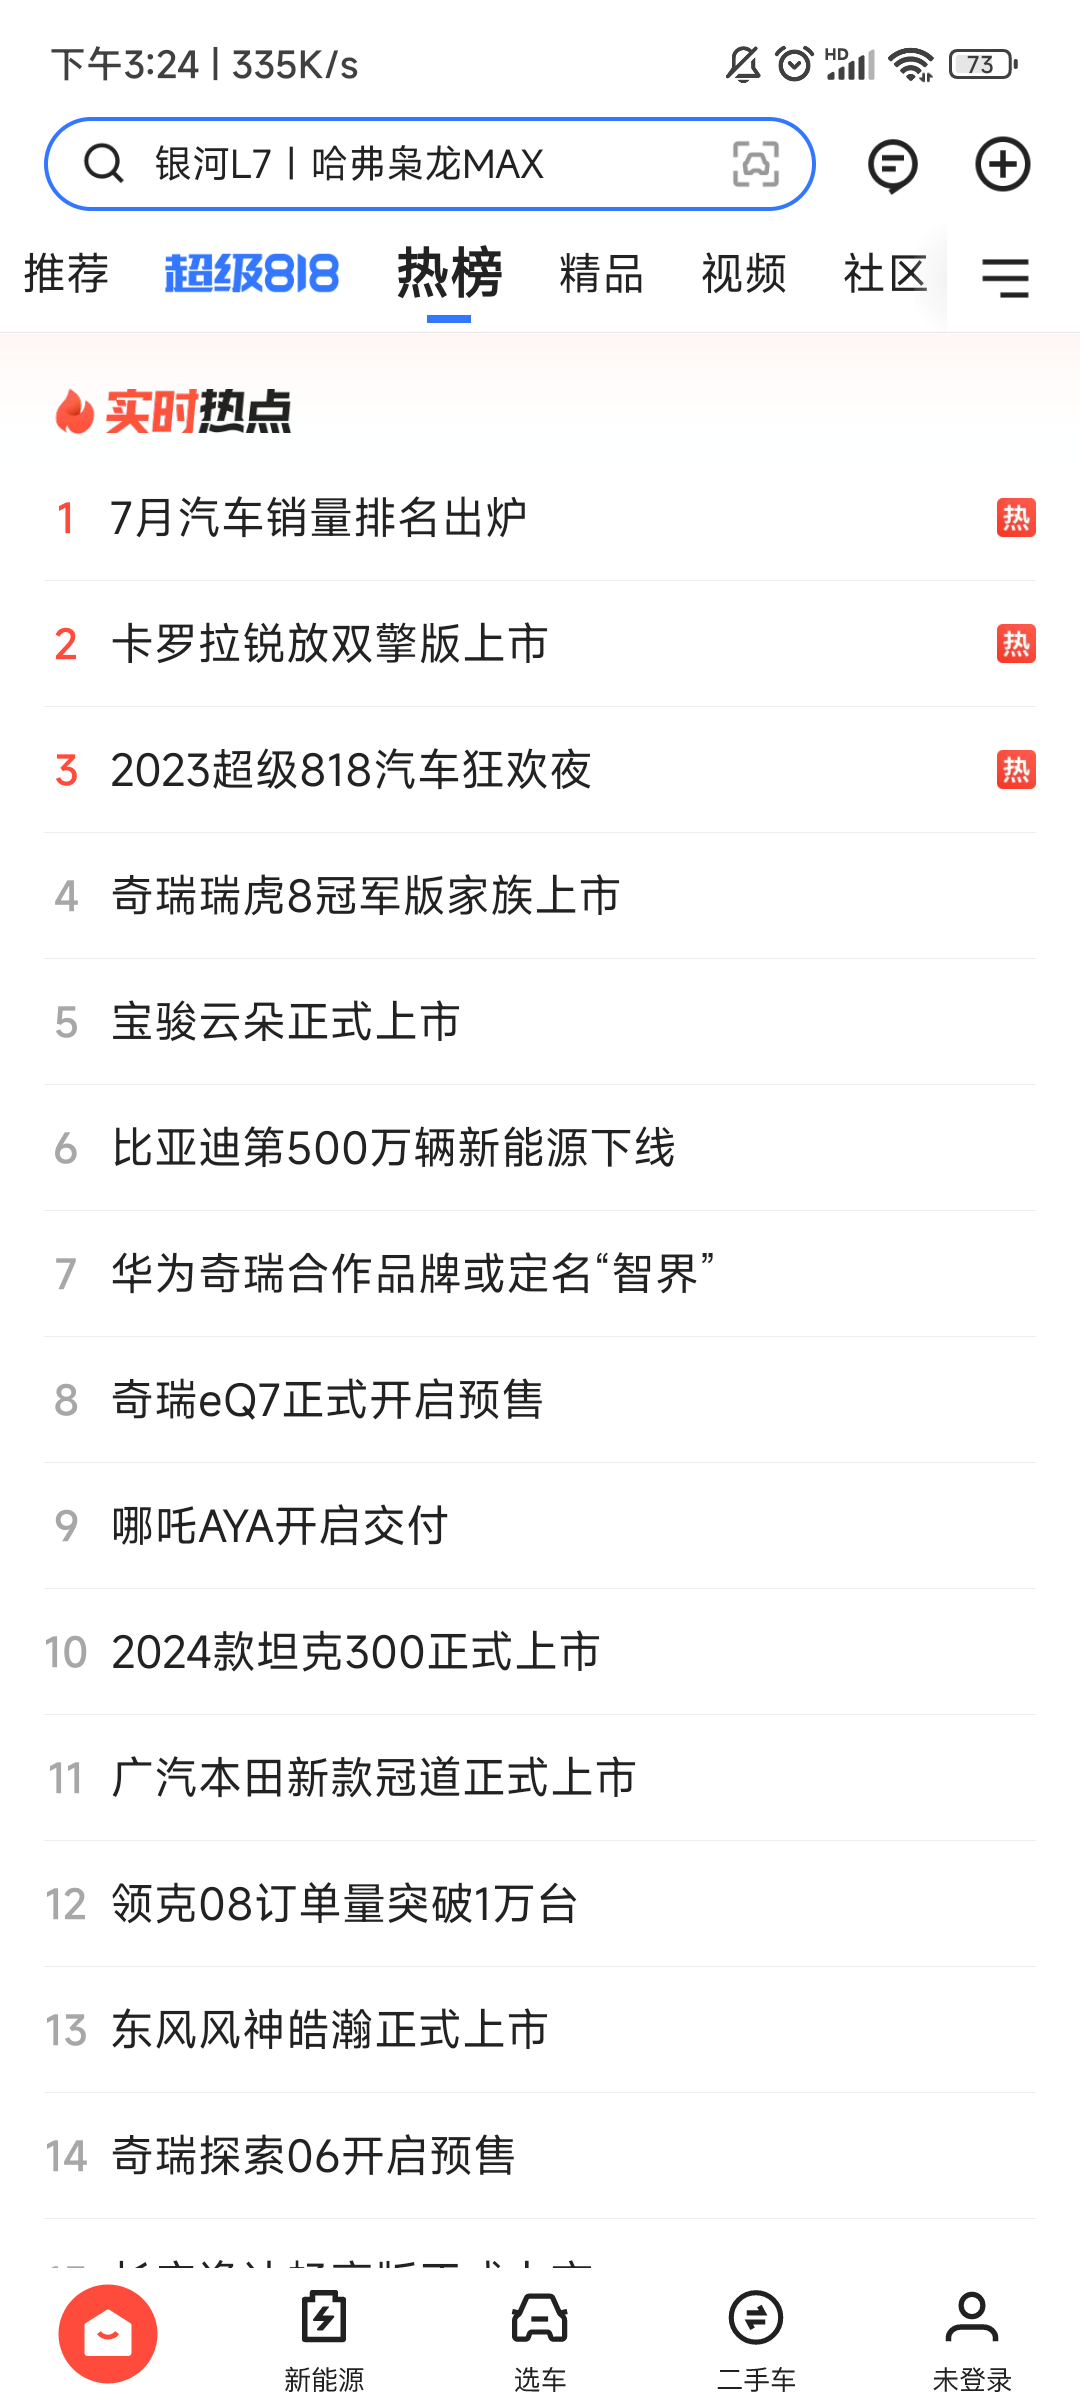 下午3:24 | 335K/s
HD
73
银河L7 | 哈弗枭龙MAX
推荐 超级818 热榜 精品 视频 社区
实时热点
1 7月汽车销量排名出炉 热
2 卡罗拉锐放双擎版上市 热
3 2023超级818汽车狂欢夜 热
4 奇瑞瑞虎8冠军版家族上市
5 宝骏云朵正式上市
6 比亚迪第500万辆新能源下线
7 华为奇瑞合作品牌或定名“智界”
8 奇瑞eQ7正式开启预售
9 哪吒AYA开启交付
10 2024款坦克300正式上市
11 广汽本田新款冠道正式上市
12 领克08订单量突破1万台
13 东风风神皓瀚正式上市
14 奇瑞探索06开启预售
新能源 选车 二手车 未登录